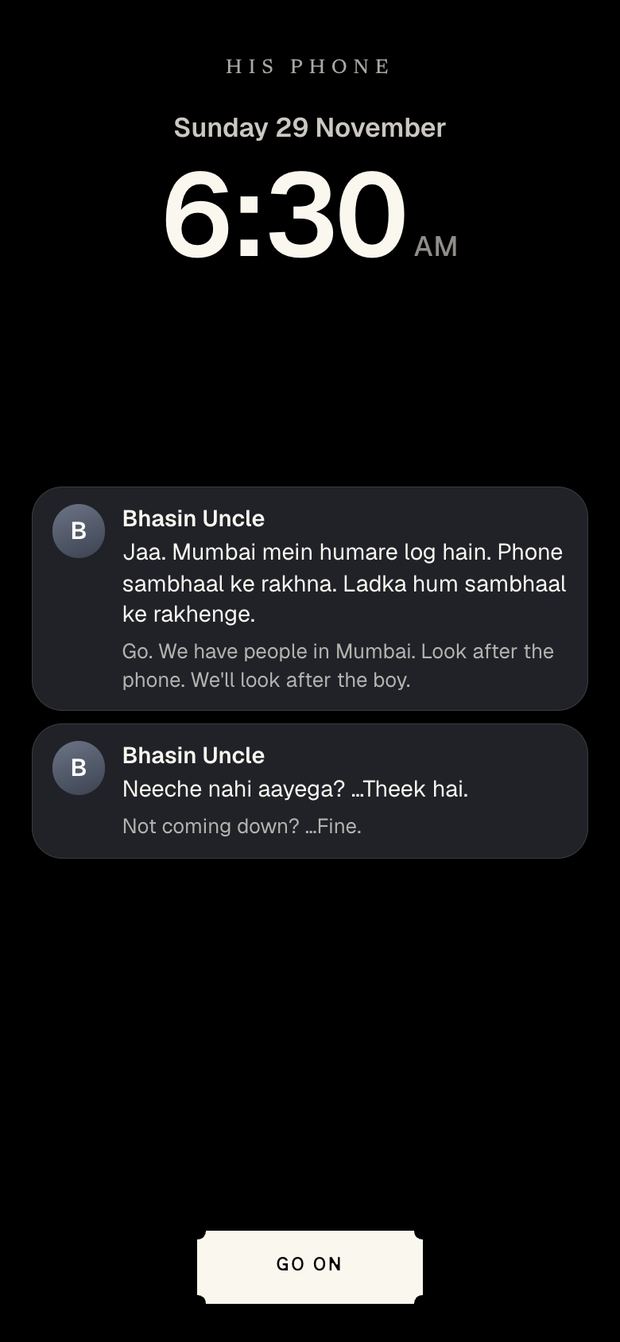 HIS PHONE
Sunday 29 November
6:30 AM
B
Bhasin Uncle
Jaa. Mumbai mein humare log hain. Phone
sambhaal ke rakhna. Ladka hum sambhaal
ke rakhenge.
Go. We have people in Mumbai. Look after the
phone. We'll look after the boy.
B
Bhasin Uncle
Neeche nahi aayega? ...Theek hai.
Not coming down? ...Fine.
GO ON